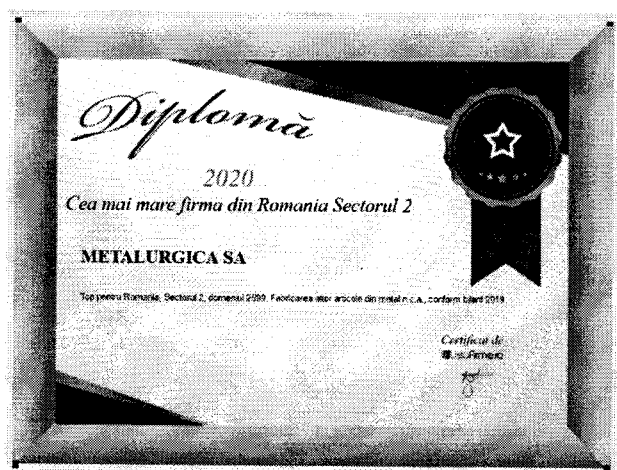 Diplomă
2020
Cea mai mare firma din Romania Sectorul 2
METALURGICA SA
Top pentru Romania, Sectorul 2, domeniul 2599, Fabricarea altor articole din metal n.c.a., conform bilant 2019
Certificat de